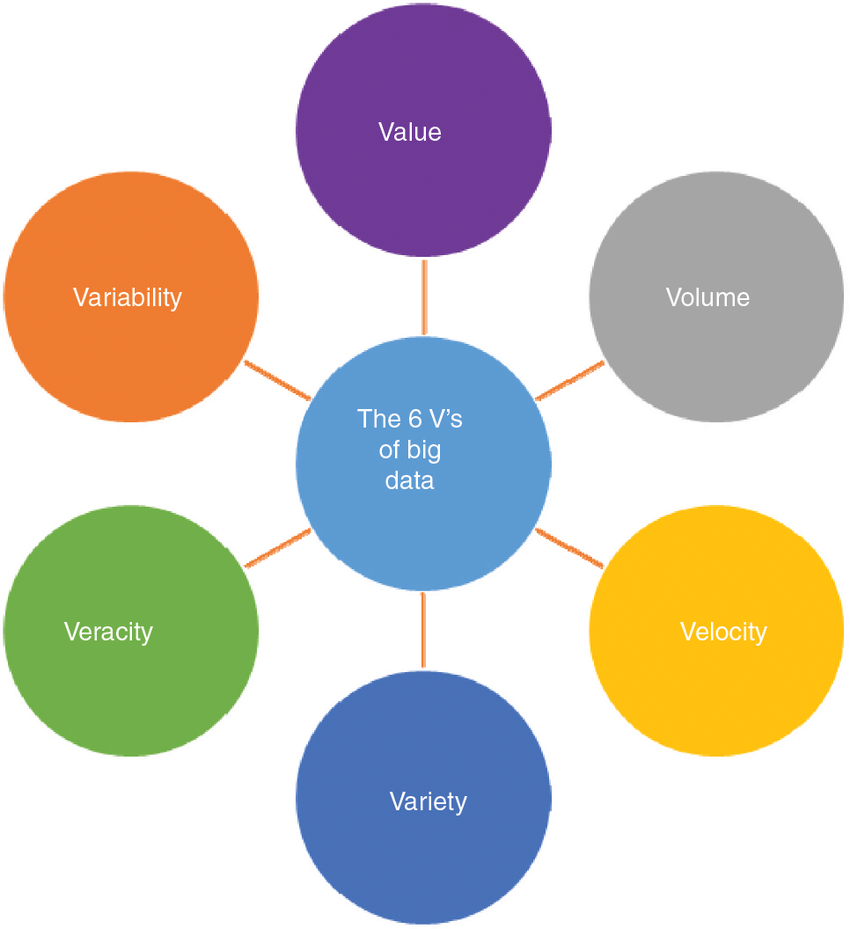 Value
Variability
Volume
The 6 V’s
of big
data
Veracity
Velocity
Variety